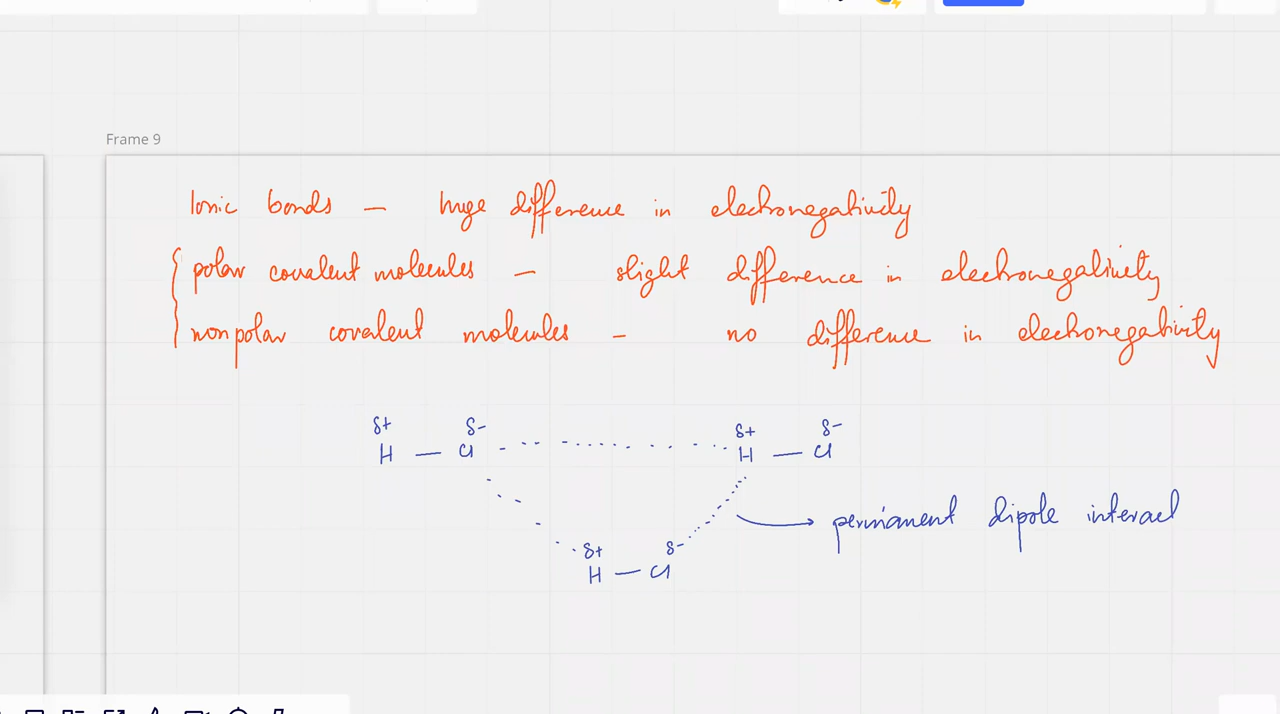 Frame 9
Ionic bonds – huge difference in electronegativity
polar covalent molecules – slight difference in electronegativity
nonpolar covalent molecules – no difference in electronegativity
δ+ δ- δ+ δ-
H — Cl H — Cl
permanent dipole interact
δ+ δ-
H — Cl